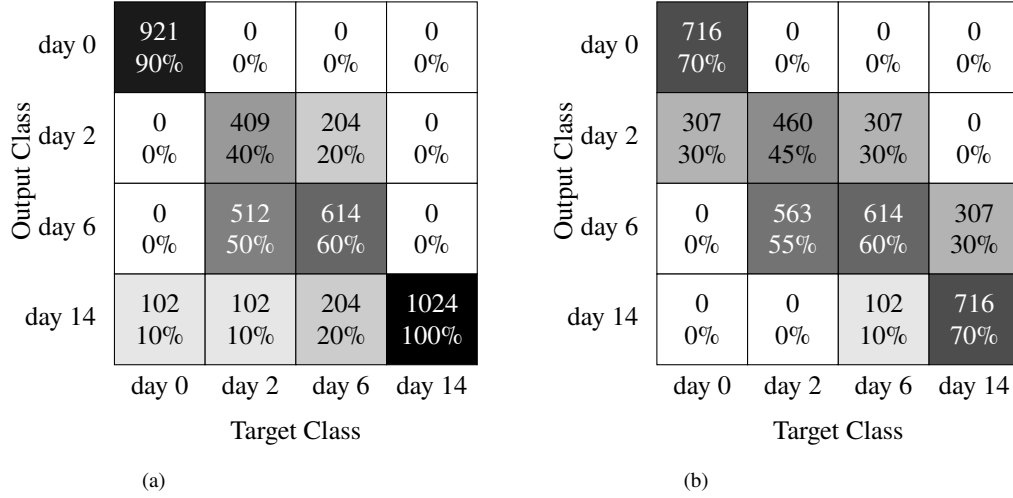 Output Class
day 0
921 0 0 0
90% 0% 0% 0%
day 2
0 409 204 0
0% 40% 20% 0%
day 6
0 512 614 0
0% 50% 60% 0%
day 14
102 102 204 1024
10% 10% 20% 100%
day 0 day 2 day 6 day 14
Target Class
(a)
Output Class
day 0
716 0 0 0
70% 0% 0% 0%
day 2
307 460 307 0
30% 45% 30% 0%
day 6
0 563 614 307
0% 55% 60% 30%
day 14
0 0 102 716
0% 0% 10% 70%
day 0 day 2 day 6 day 14
Target Class
(b)